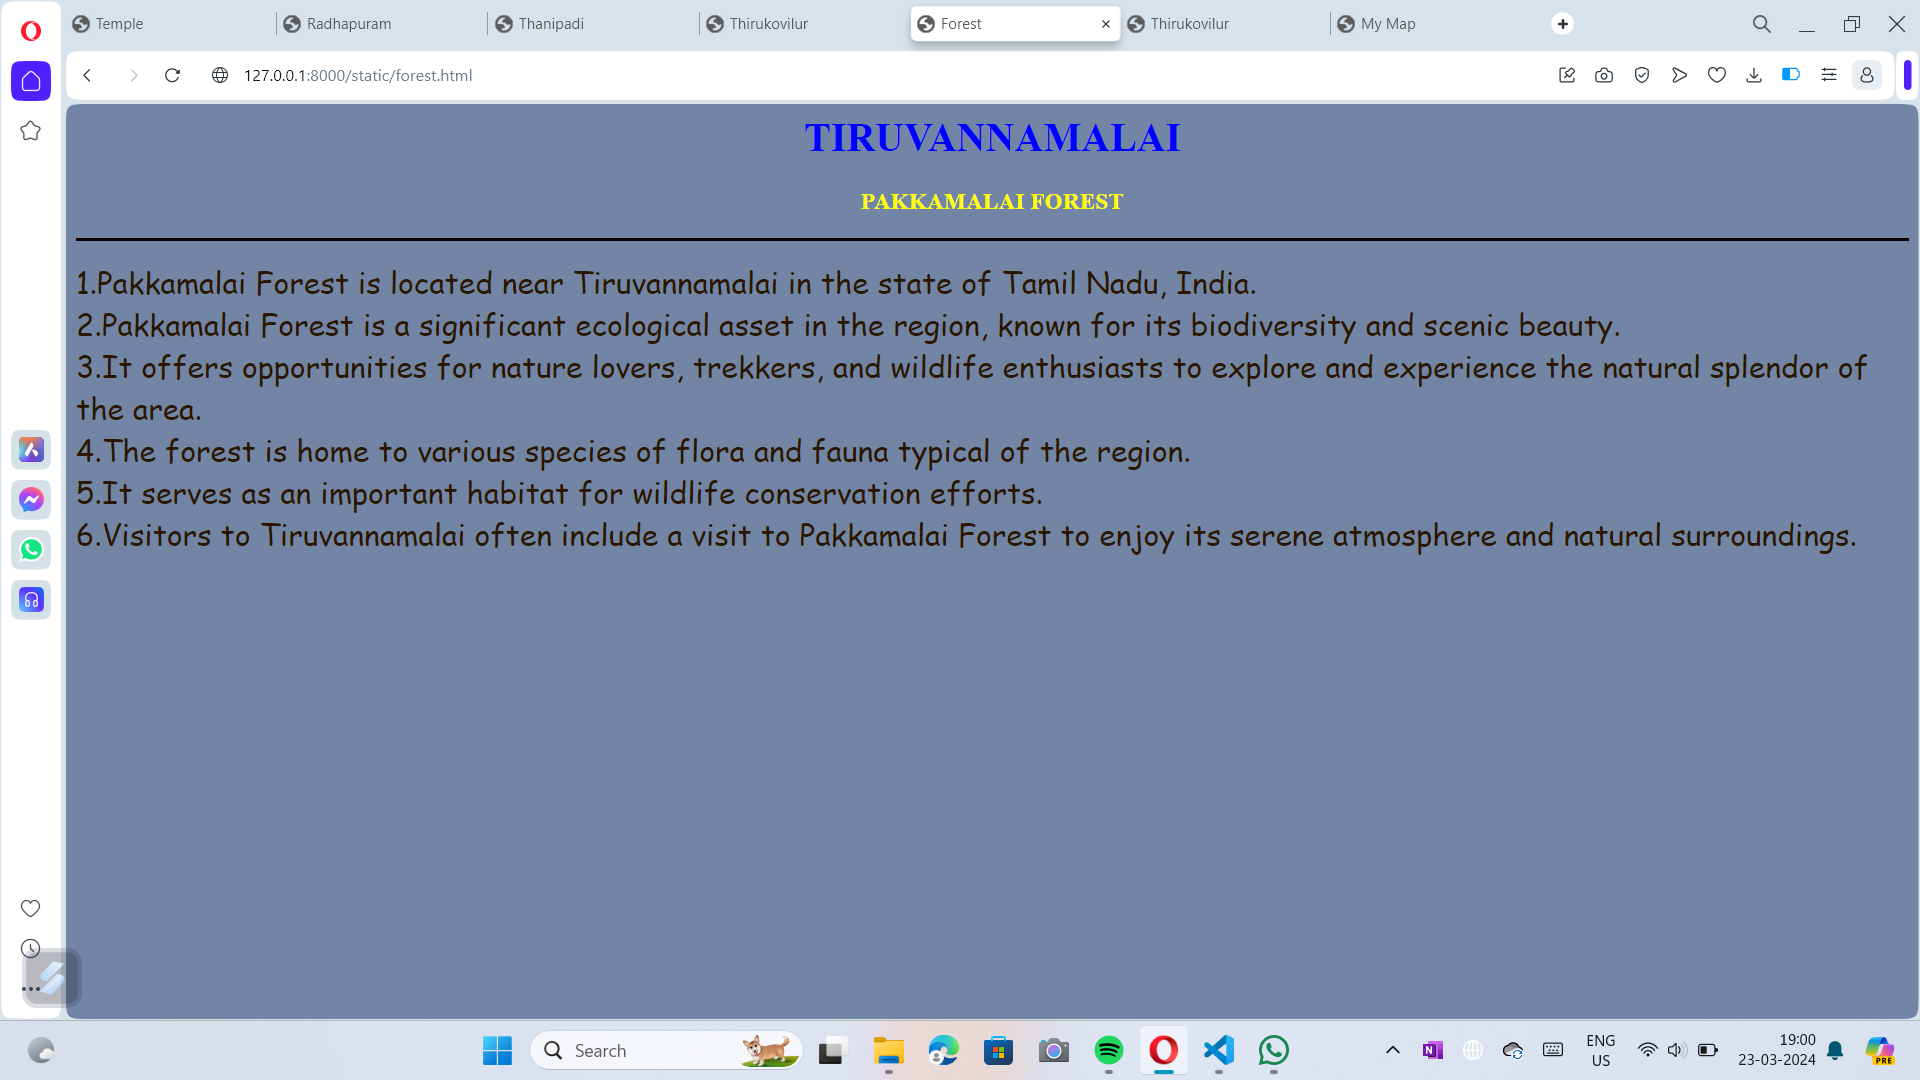 Temple
Radhapuram
Thanipadi
Thirukovilur
Forest
Thirukovilur
My Map
127.0.0.1:8000/static/forest.html
TIRUVANNAMALAI
PAKKAMALAI FOREST
1.Pakkamalai Forest is located near Tiruvannamalai in the state of Tamil Nadu, India.
2.Pakkamalai Forest is a significant ecological asset in the region, known for its biodiversity and scenic beauty.
3.It offers opportunities for nature lovers, trekkers, and wildlife enthusiasts to explore and experience the natural splendor of
the area.
4.The forest is home to various species of flora and fauna typical of the region.
5.It serves as an important habitat for wildlife conservation efforts.
6.Visitors to Tiruvannamalai often include a visit to Pakkamalai Forest to enjoy its serene atmosphere and natural surroundings.
Search
ENG
US
19:00
23-03-2024
PRE